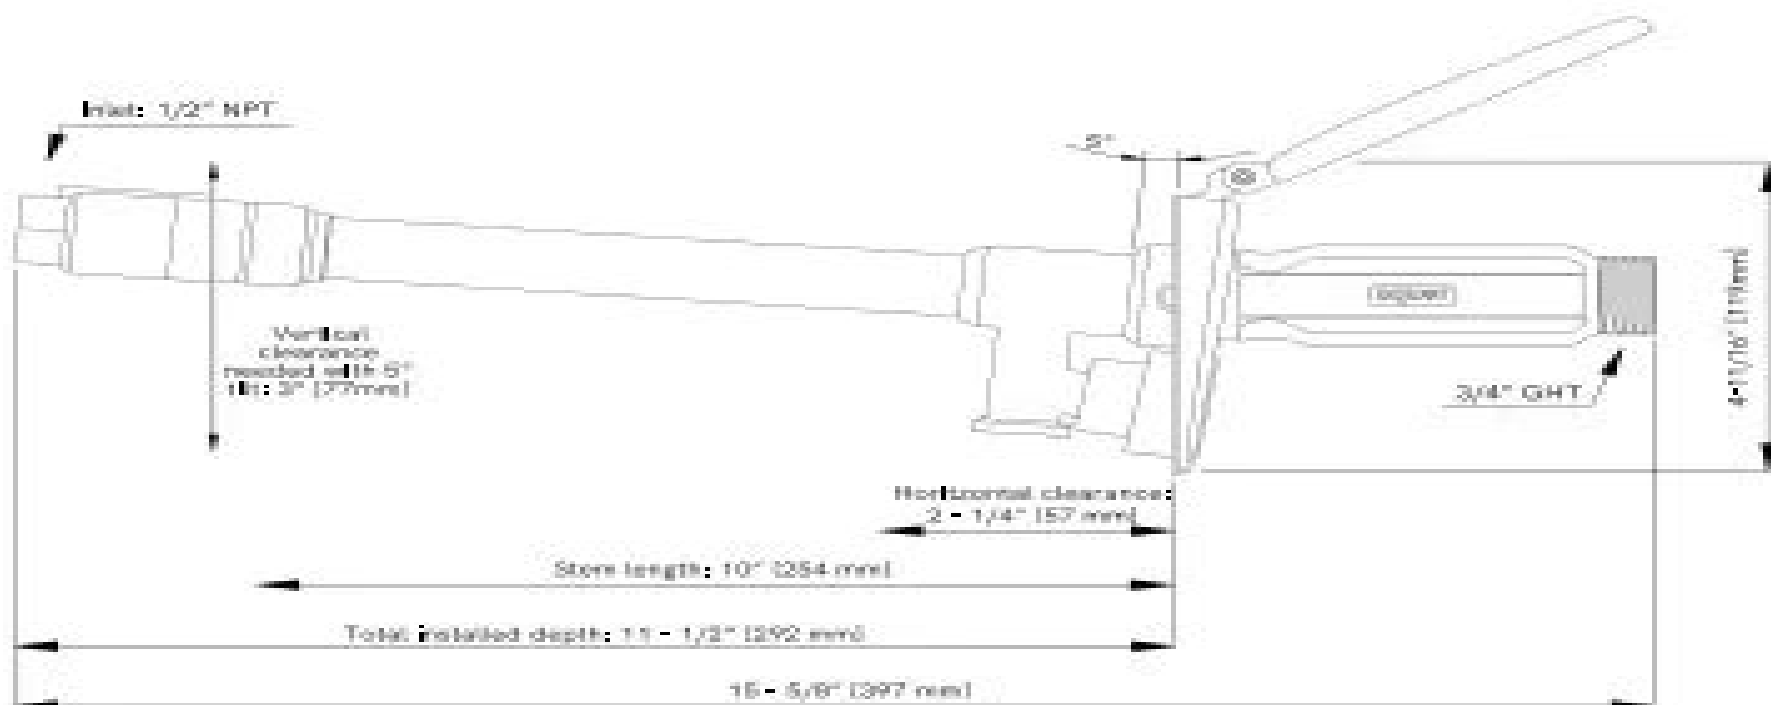 Inlet: 1/2" NPT
5°
Vertical
clearance
needed with 5°
tilt: 3" [77mm]
4-11/16" [119mm]
3/4" GHT
Horizontal clearance:
2 - 1/4" [57 mm]
Stem length: 10" [254 mm]
Total installed depth: 11 - 1/2" [292 mm]
15 - 5/8" [397 mm]